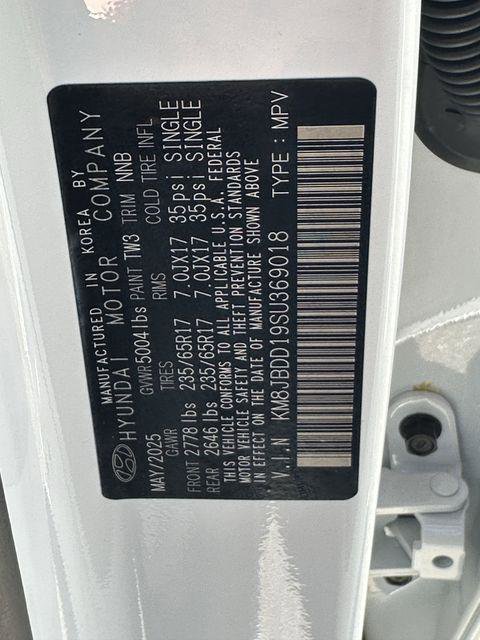 MANUFACTURED IN KOREA BY
HYUNDAI MOTOR COMPANY
MAY/2025 GVWR 5004 lbs PAINT TW3 TRIM NNB
GAWR TIRES RIMS COLD TIRE INFL
FRONT 2778 lbs 235/65R17 7.0JX17 35psi SINGLE
REAR 2646 lbs 235/65R17 7.0JX17 35psi SINGLE
THIS VEHICLE CONFORMS TO ALL APPLICABLE U.S.A. FEDERAL
MOTOR VEHICLE SAFETY AND THEFT PREVENTION STANDARDS
IN EFFECT ON THE DATE OF MANUFACTURE SHOWN ABOVE
V.I.N KM8JBDD19SU369018 TYPE : MPV